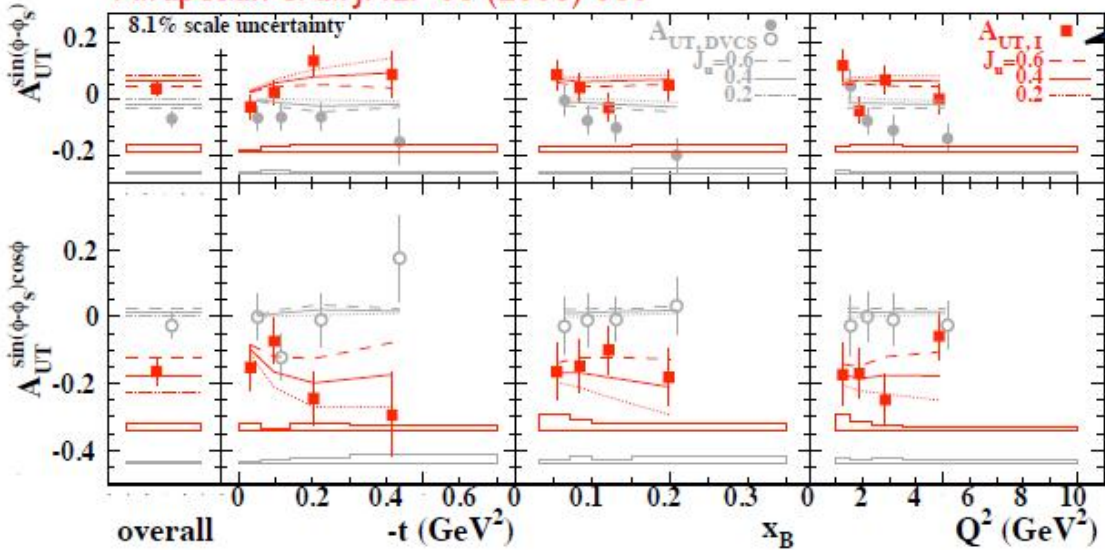 8.1% scale uncertainty
A_UT^sin(ϕ-ϕ_S)
0.2
0
-0.2
A_UT,DVCS
J_u=0.6
0.4
0.2
A_UT,I
J_u=0.6
0.4
0.2
A_UT^sin(ϕ-ϕ_S)cosϕ
0.2
0
-0.2
-0.4
0 0.2 0.4 0.6 0 0.1 0.2 0.3 0 2 4 6 8 10
overall -t (GeV²) x_B Q² (GeV²)